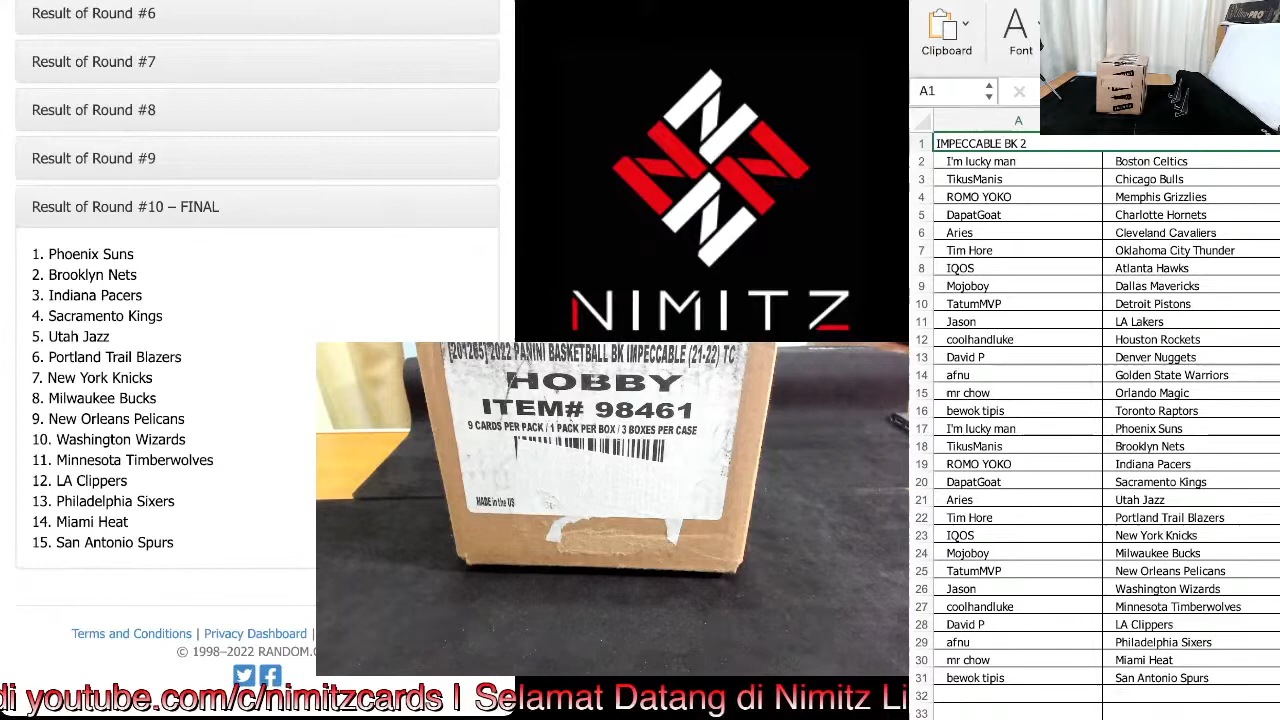 Result of Round #6
Result of Round #7
Result of Round #8
Result of Round #9
Result of Round #10 – FINAL
1. Phoenix Suns
2. Brooklyn Nets
3. Indiana Pacers
4. Sacramento Kings
5. Utah Jazz
6. Portland Trail Blazers
7. New York Knicks
8. Milwaukee Bucks
9. New Orleans Pelicans
10. Washington Wizards
11. Minnesota Timberwolves
12. LA Clippers
13. Philadelphia Sixers
14. Miami Heat
15. San Antonio Spurs
Terms and Conditions | Privacy Dashboard |
© 1998–2022 RANDOM.
NIMITZ
[201265]2022 PANINI BASKETBALL BK IMPECCABLE (21-22) TC
HOBBY
ITEM# 98461
9 CARDS PER PACK / 1 PACK PER BOX / 3 BOXES PER CASE
MADE in the US
Clipboard
Font
A1
A
1 IMPECCABLE BK 2
2 I'm lucky man Boston Celtics
3 TikusManis Chicago Bulls
4 ROMO YOKO Memphis Grizzlies
5 DapatGoat Charlotte Hornets
6 Aries Cleveland Cavaliers
7 Tim Hore Oklahoma City Thunder
8 IQOS Atlanta Hawks
9 Mojoboy Dallas Mavericks
10 TatumMVP Detroit Pistons
11 Jason LA Lakers
12 coolhandluke Houston Rockets
13 David P Denver Nuggets
14 afnu Golden State Warriors
15 mr chow Orlando Magic
16 bewok tipis Toronto Raptors
17 I'm lucky man Phoenix Suns
18 TikusManis Brooklyn Nets
19 ROMO YOKO Indiana Pacers
20 DapatGoat Sacramento Kings
21 Aries Utah Jazz
22 Tim Hore Portland Trail Blazers
23 IQOS New York Knicks
24 Mojoboy Milwaukee Bucks
25 TatumMVP New Orleans Pelicans
26 Jason Washington Wizards
27 coolhandluke Minnesota Timberwolves
28 David P LA Clippers
29 afnu Philadelphia Sixers
30 mr chow Miami Heat
31 bewok tipis San Antonio Spurs
32
33
di youtube.com/c/nimitzcards I Selamat Datang di Nimitz Li